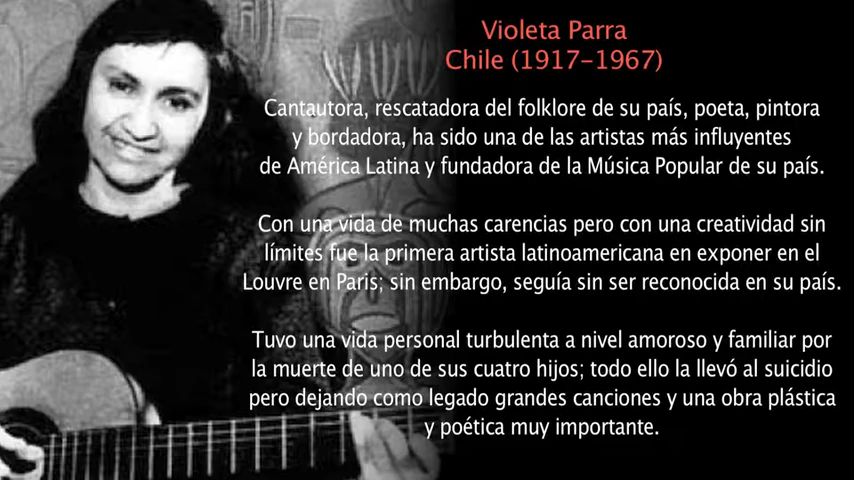 Violeta Parra
Chile (1917-1967)
Cantautora, rescatadora del folklore de su país, poeta, pintora
y bordadora, ha sido una de las artistas más influyentes
de América Latina y fundadora de la Música Popular de su país.
Con una vida de muchas carencias pero con una creatividad sin
límites fue la primera artista latinoamericana en exponer en el
Louvre en Paris; sin embargo, seguía sin ser reconocida en su país.
Tuvo una vida personal turbulenta a nivel amoroso y familiar por
la muerte de uno de sus cuatro hijos; todo ello la llevó al suicidio
pero dejando como legado grandes canciones y una obra plástica
y poética muy importante.